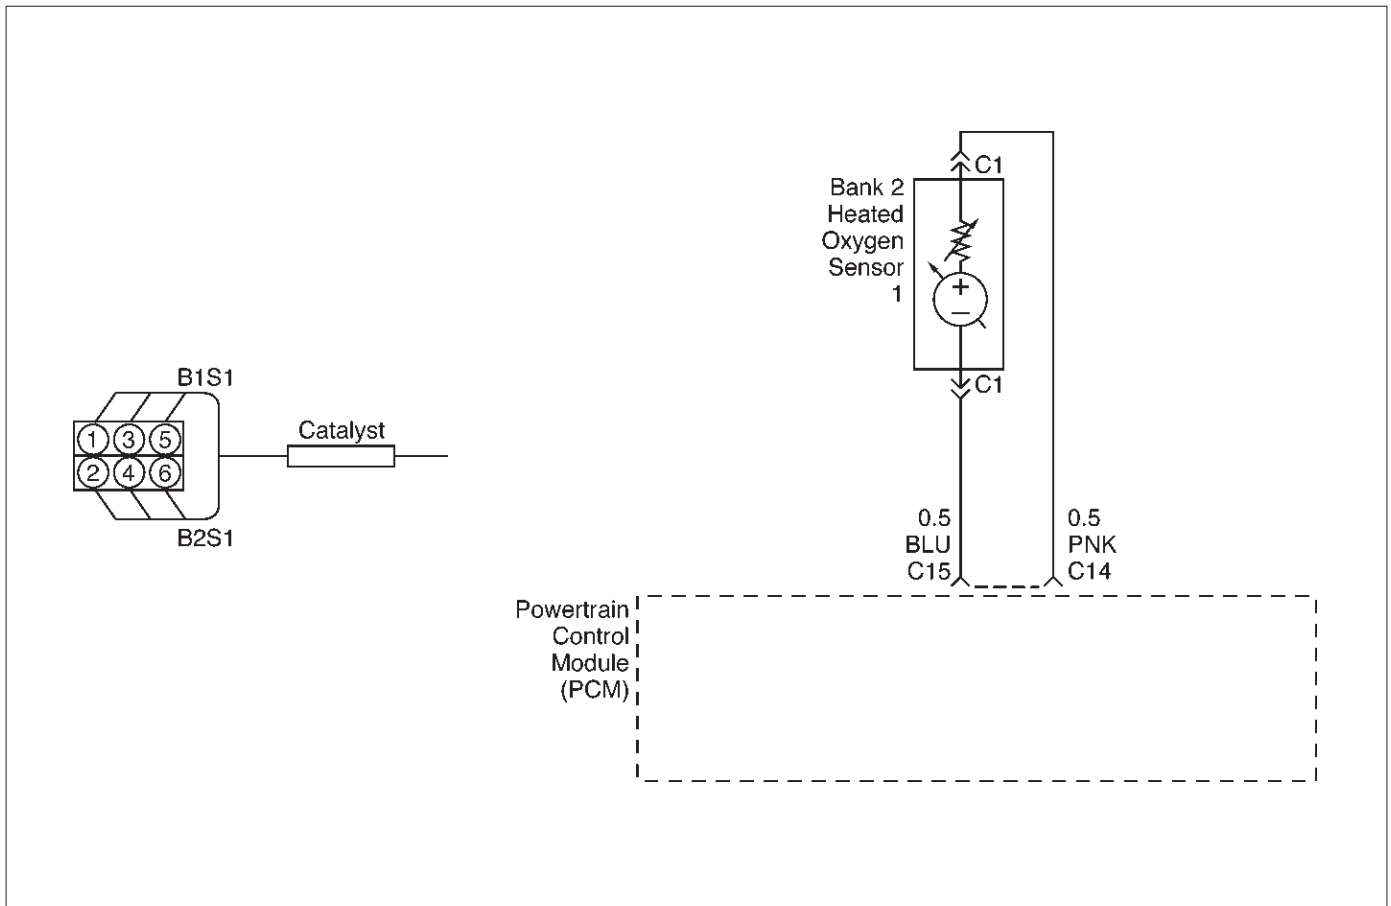 B1S1
1 3 5
2 4 6
B2S1
Catalyst
C1
Bank 2
Heated
Oxygen
Sensor
1
+
–
C1
0.5
BLU
C15
0.5
PNK
C14
Powertrain
Control
Module
(PCM)